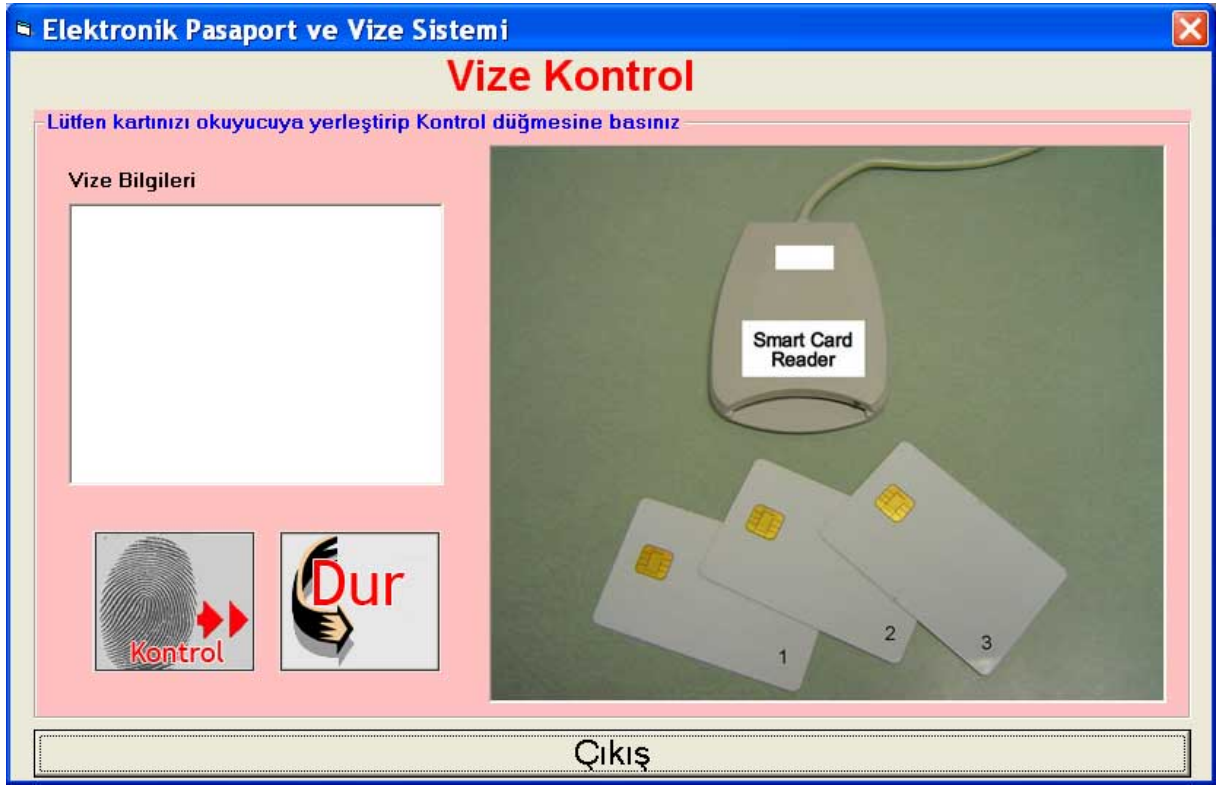 Elektronik Pasaport ve Vize Sistemi
Vize Kontrol
Lütfen kartınızı okuyucuya yerleştirip Kontrol düğmesine basınız
Vize Bilgileri
Smart Card
Reader
1
2
3
Kontrol
Dur
Çıkış